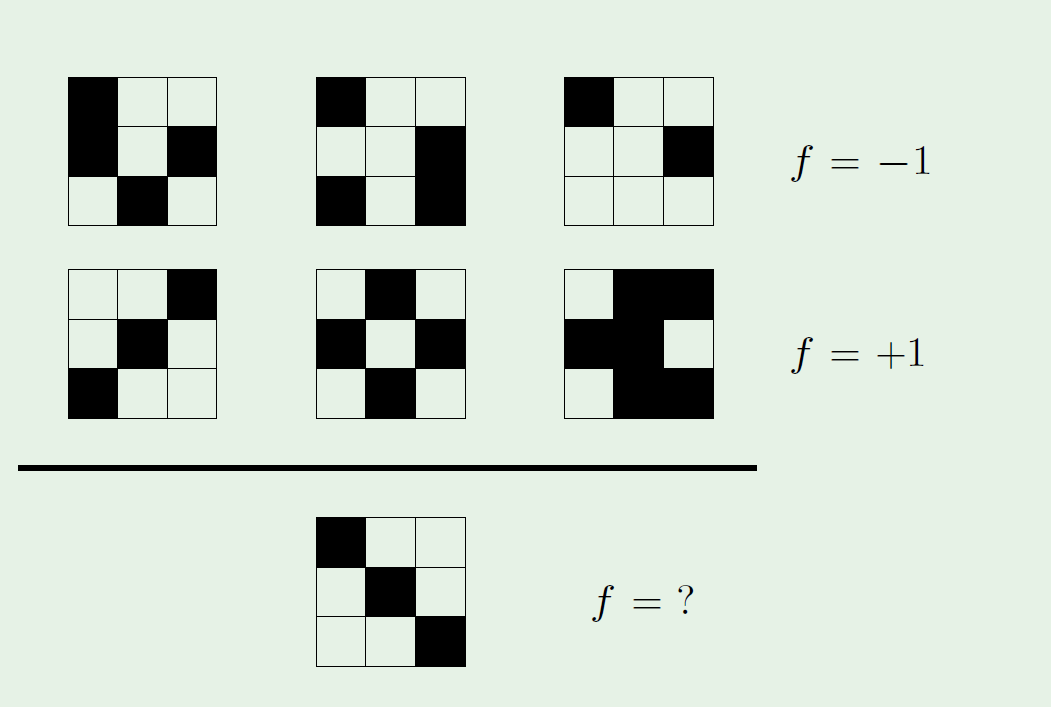 f = −1
f = +1
f = ?